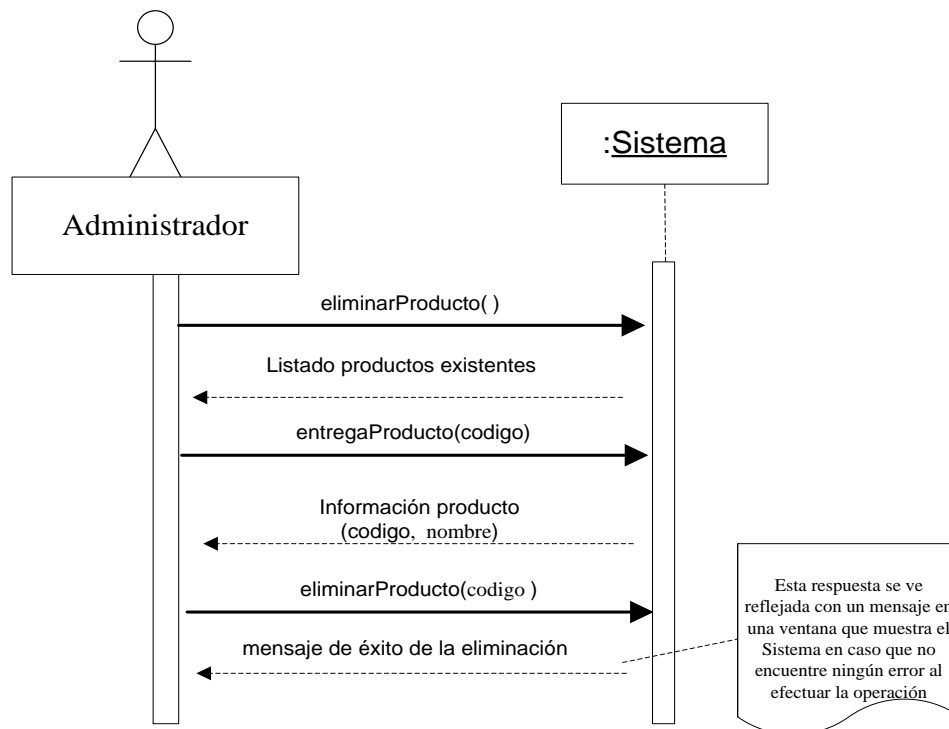 :Sistema
Administrador
eliminarProducto( )
Listado productos existentes
entregaProducto(codigo)
Información producto
(codigo, nombre)
eliminarProducto(codigo )
mensaje de éxito de la eliminación
Esta respuesta se ve
reflejada con un mensaje en
una ventana que muestra el
Sistema en caso que no
encuentre ningún error al
efectuar la operación